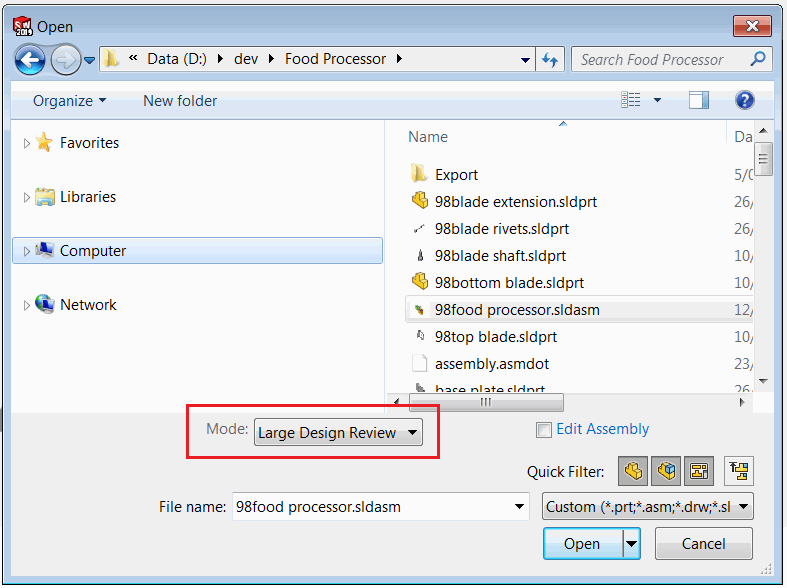 SW
2019 Open
« Data (D:) dev Food Processor Search Food Processor
Organize New folder
Favorites
Libraries
Computer
Network
Name Da
Export 5/0
98blade extension.sldprt 26/
98blade rivets.sldprt 26/
98blade shaft.sldprt 10/
98bottom blade.sldprt 10/
98food processor.sldasm 12/
98top blade.sldprt 10/
assembly.asmdot 23/
base plate.sldprt 26/
Mode: Large Design Review Edit Assembly
Quick Filter:
File name: 98food processor.sldasm Custom (*.prt;*.asm;*.drw;*.sl
Open Cancel